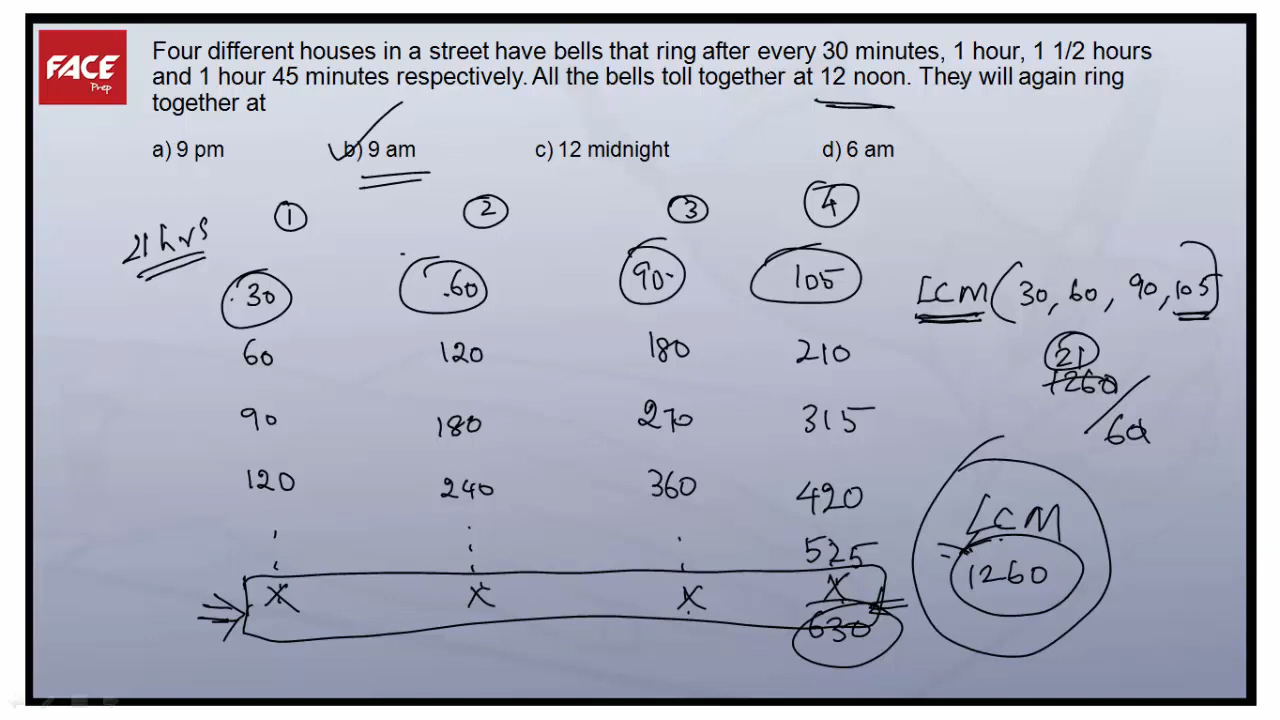 FACE
Prep
Four different houses in a street have bells that ring after every 30 minutes, 1 hour, 1 1/2 hours
and 1 hour 45 minutes respectively. All the bells toll together at 12 noon. They will again ring
together at
a) 9 pm b) 9 am c) 12 midnight d) 6 am
1 2 3 4
21 hrs
30 60 90 105 LCM (30, 60, 90, 105)
60 120 180 210 21
1260/60
90 180 270 315
120 240 360 420
LCM
525
X X X X 1260
630